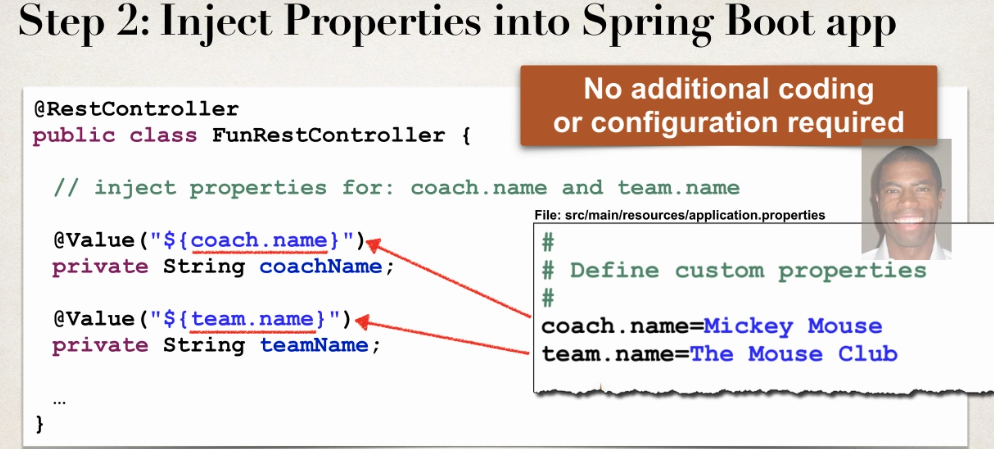 Step 2: Inject Properties into Spring Boot app
No additional coding
or configuration required
@RestController
public class FunRestController {
// inject properties for: coach.name and team.name
@Value("${coach.name}")
private String coachName;
@Value("${team.name}")
private String teamName;
...
}
File: src/main/resources/application.properties
#
# Define custom properties
#
coach.name=Mickey Mouse
team.name=The Mouse Club